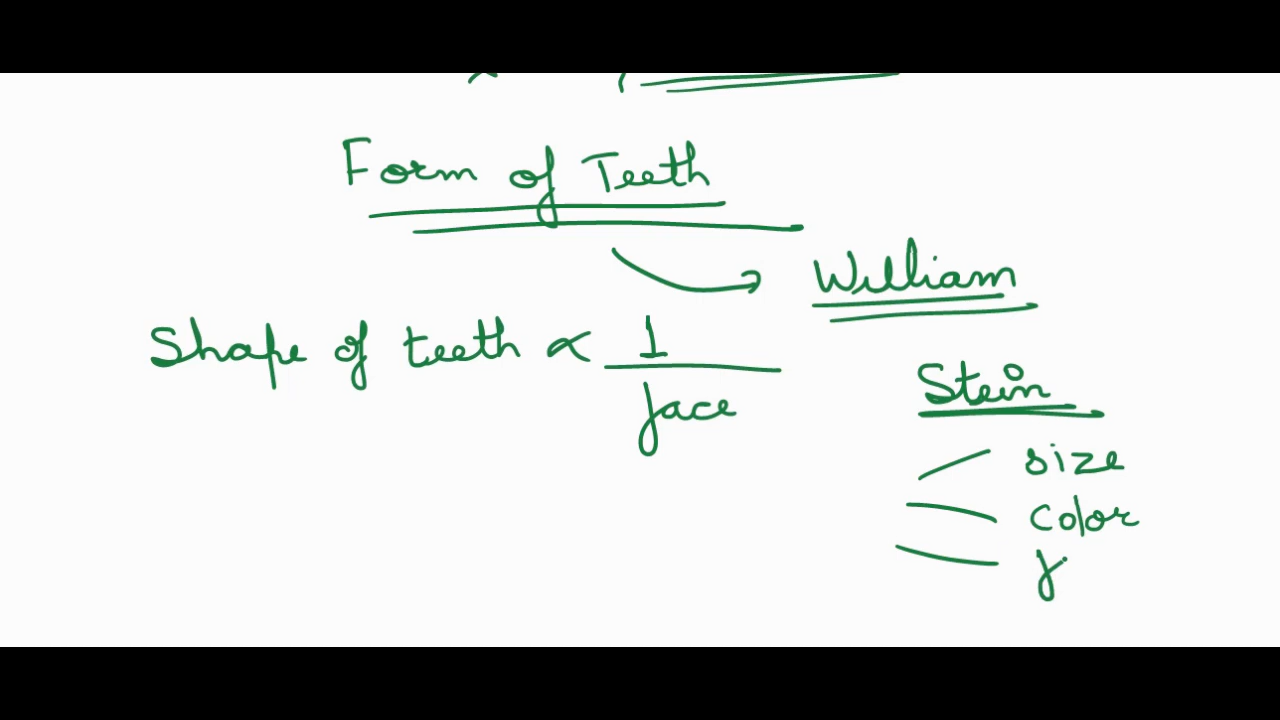 Form of Teeth
William
Shape of teeth ∝ 1
face
Stein
size
color
f